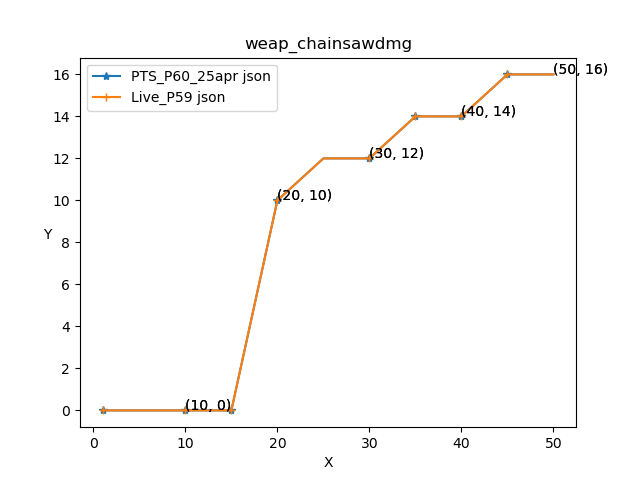 weap_chainsawdmg
PTS_P60_25apr json
Live_P59 json
16
14
12
10
8
6
4
2
0
Y
(50, 16)
(40, 14)
(30, 12)
(20, 10)
(10, 0)
0 10 20 30 40 50
X